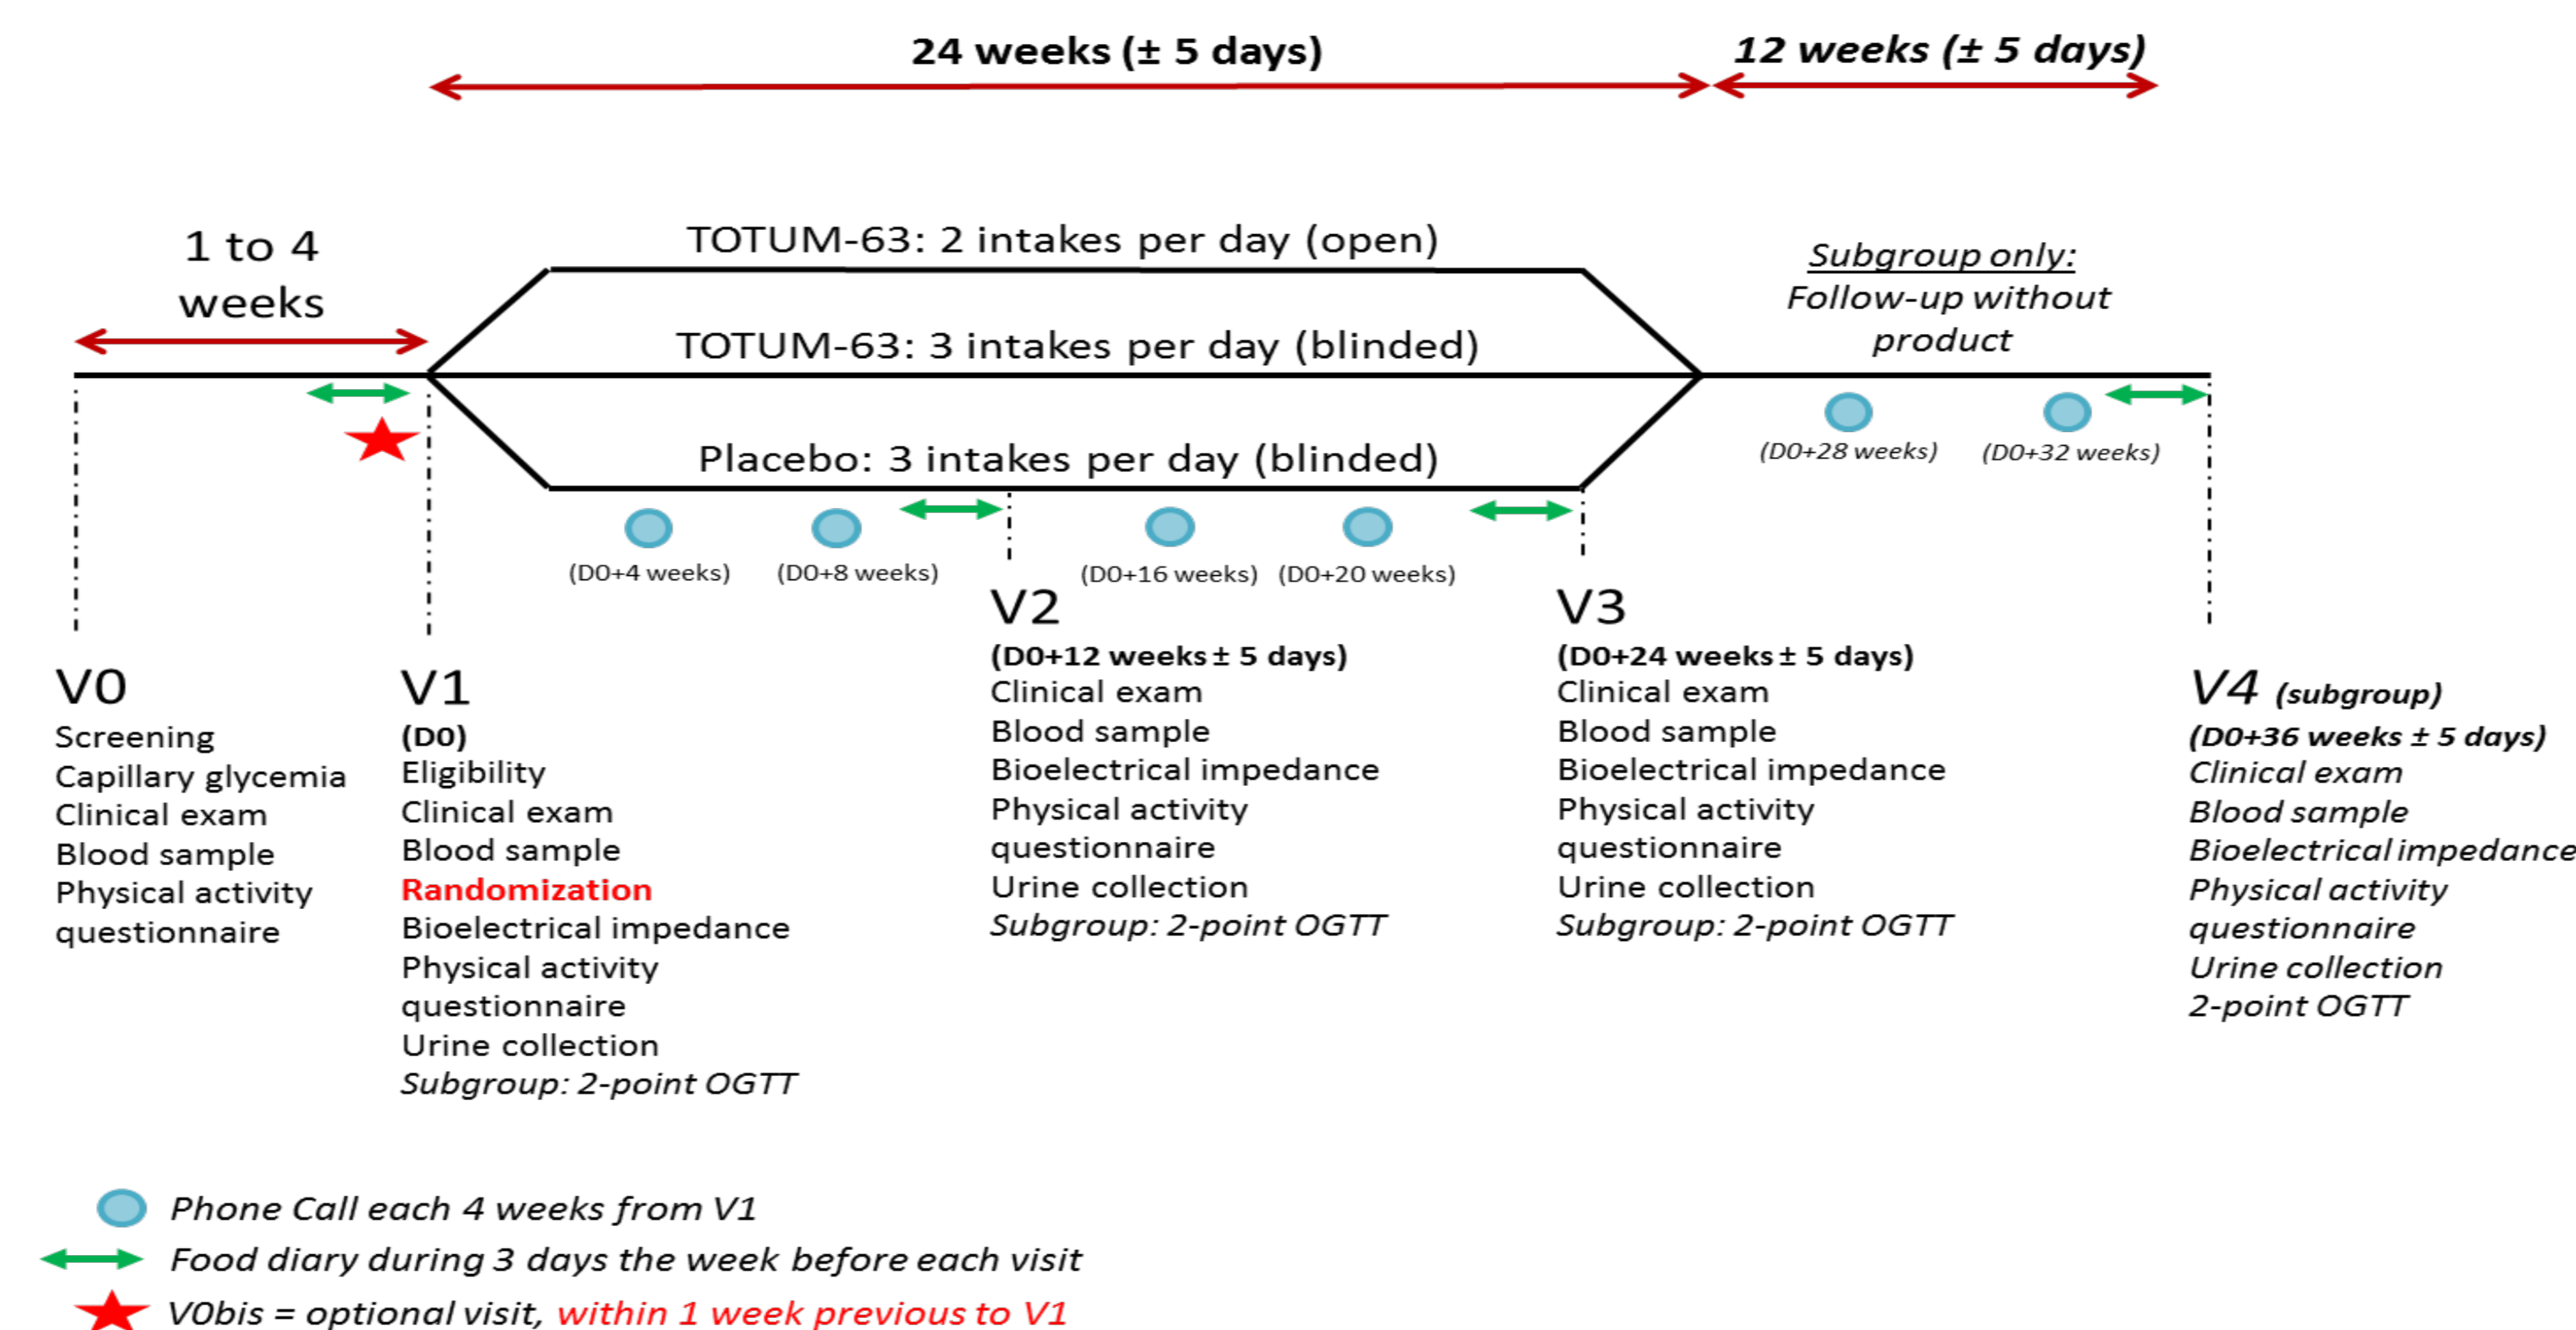 24 weeks (± 5 days)
12 weeks (± 5 days)
1 to 4
weeks
TOTUM-63: 2 intakes per day (open)
TOTUM-63: 3 intakes per day (blinded)
Placebo: 3 intakes per day (blinded)
Subgroup only:
Follow-up without
product
(D0+4 weeks)
(D0+8 weeks)
(D0+16 weeks)
(D0+20 weeks)
(D0+28 weeks)
(D0+32 weeks)
V0
Screening
Capillary glycemia
Clinical exam
Blood sample
Physical activity
questionnaire
V1
(D0)
Eligibility
Clinical exam
Blood sample
Randomization
Bioelectrical impedance
Physical activity
questionnaire
Urine collection
Subgroup: 2-point OGTT
V2
(D0+12 weeks ± 5 days)
Clinical exam
Blood sample
Bioelectrical impedance
Physical activity
questionnaire
Urine collection
Subgroup: 2-point OGTT
V3
(D0+24 weeks ± 5 days)
Clinical exam
Blood sample
Bioelectrical impedance
Physical activity
questionnaire
Urine collection
Subgroup: 2-point OGTT
V4 (subgroup)
(D0+36 weeks ± 5 days)
Clinical exam
Blood sample
Bioelectrical impedance
Physical activity
questionnaire
Urine collection
2-point OGTT
Phone Call each 4 weeks from V1
Food diary during 3 days the week before each visit
V0bis = optional visit, within 1 week previous to V1